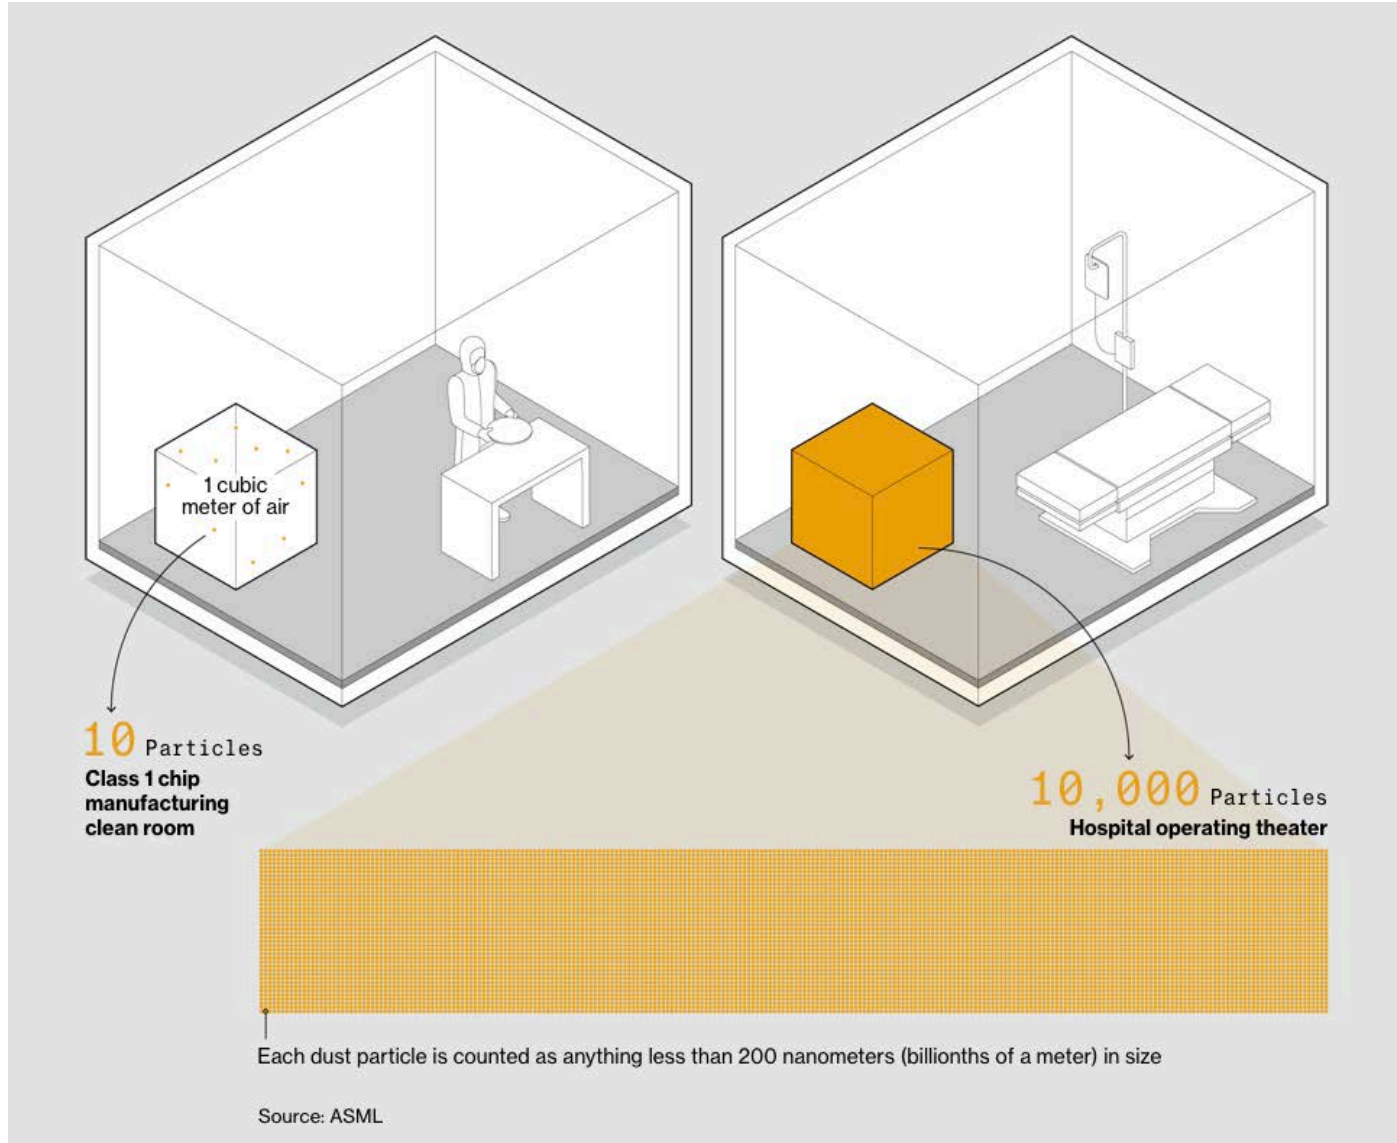 1 cubic
meter of air
10 Particles
Class 1 chip
manufacturing
clean room
10,000 Particles
Hospital operating theater
Each dust particle is counted as anything less than 200 nanometers (billionths of a meter) in size
Source: ASML